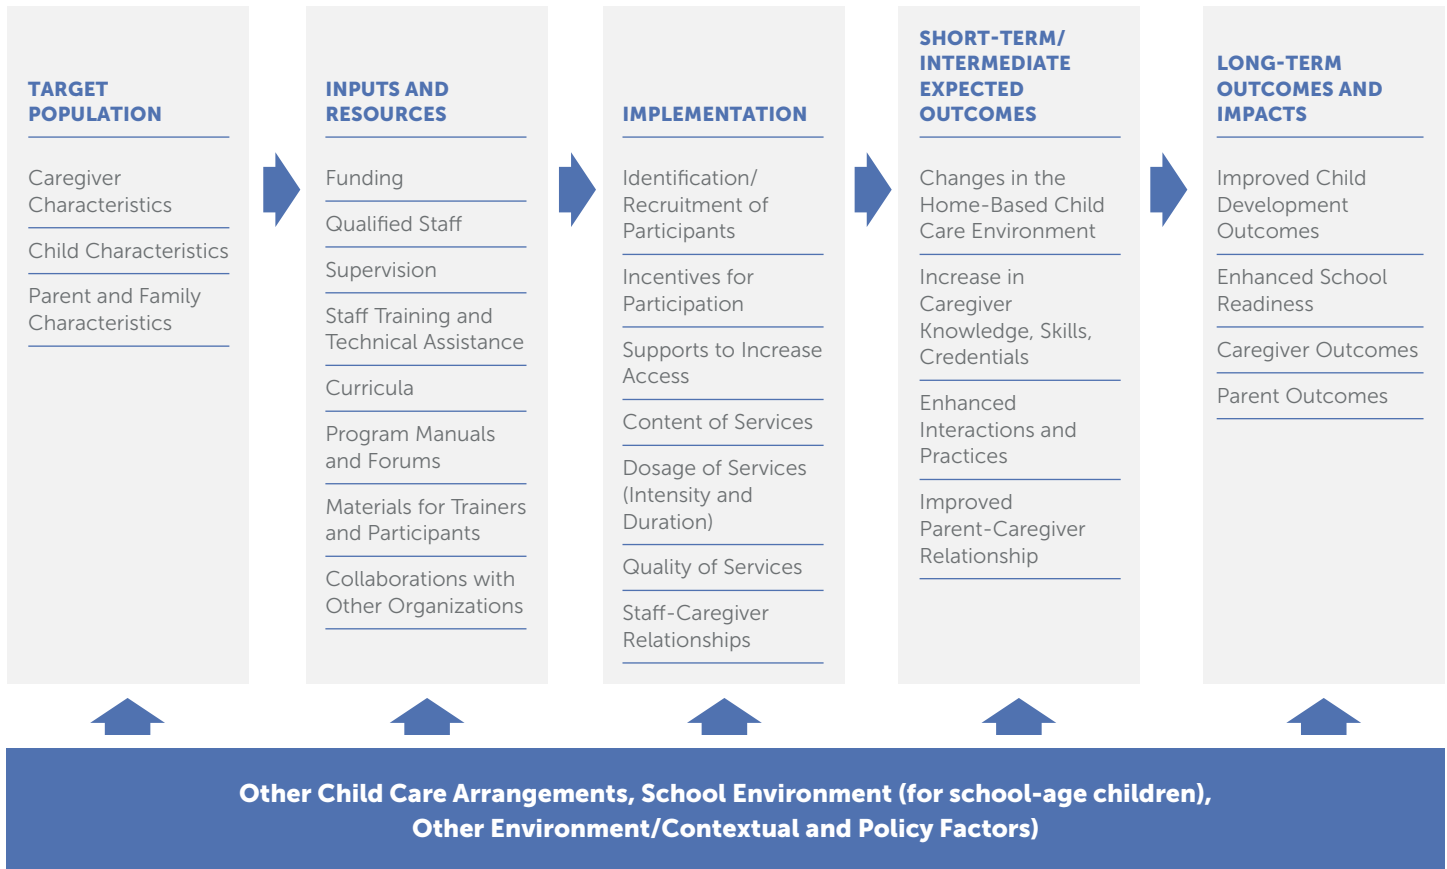 TARGET
POPULATION
Caregiver
Characteristics
Child Characteristics
Parent and Family
Characteristics
INPUTS AND
RESOURCES
Funding
Qualified Staff
Supervision
Staff Training and
Technical Assistance
Curricula
Program Manuals
and Forums
Materials for Trainers
and Participants
Collaborations with
Other Organizations
IMPLEMENTATION
Identification/
Recruitment of
Participants
Incentives for
Participation
Supports to Increase
Access
Content of Services
Dosage of Services
(Intensity and
Duration)
Quality of Services
Staff-Caregiver
Relationships
SHORT-TERM/
INTERMEDIATE
EXPECTED
OUTCOMES
Changes in the
Home-Based Child
Care Environment
Increase in
Caregiver
Knowledge, Skills,
Credentials
Enhanced
Interactions and
Practices
Improved
Parent-Caregiver
Relationship
LONG-TERM
OUTCOMES AND
IMPACTS
Improved Child
Development
Outcomes
Enhanced School
Readiness
Caregiver Outcomes
Parent Outcomes
Other Child Care Arrangements, School Environment (for school-age children),
Other Environment/Contextual and Policy Factors)